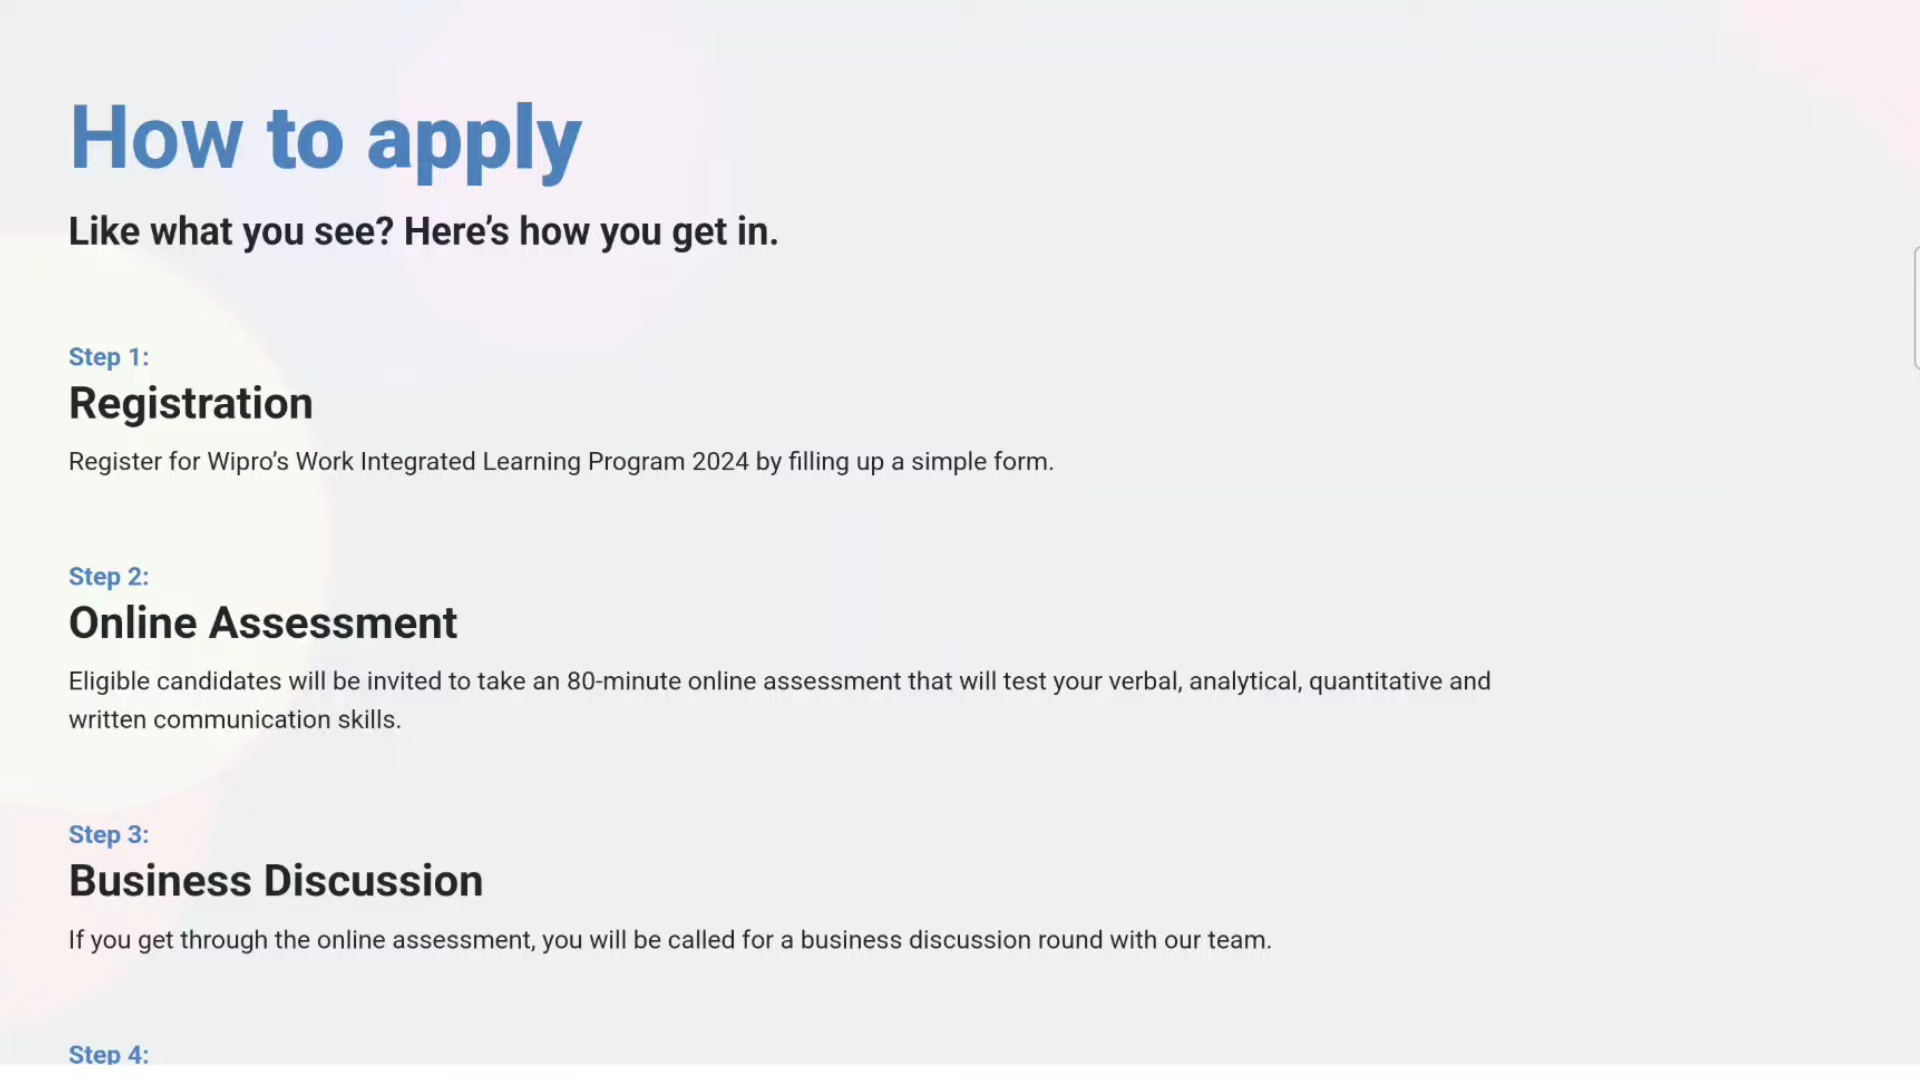 How to apply
Like what you see? Here’s how you get in.
Step 1:
Registration
Register for Wipro’s Work Integrated Learning Program 2024 by filling up a simple form.
Step 2:
Online Assessment
Eligible candidates will be invited to take an 80-minute online assessment that will test your verbal, analytical, quantitative and
written communication skills.
Step 3:
Business Discussion
If you get through the online assessment, you will be called for a business discussion round with our team.
Step 4: